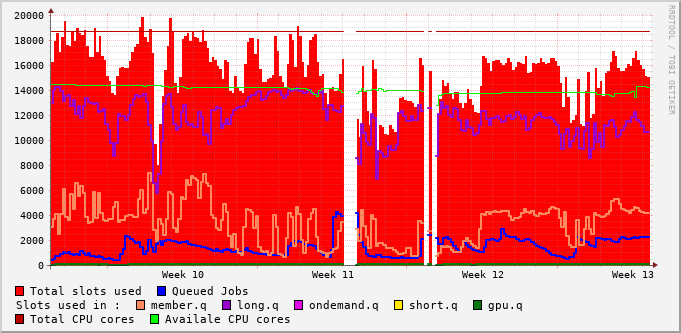 20000
18000
16000
14000
12000
10000
8000
6000
4000
2000
0
Week 10 Week 11 Week 12 Week 13
RRDTOOL / TOBI OETIKER
Total slots used Queued Jobs
Slots used in : member.q long.q ondemand.q short.q gpu.q
Total CPU cores Availale CPU cores